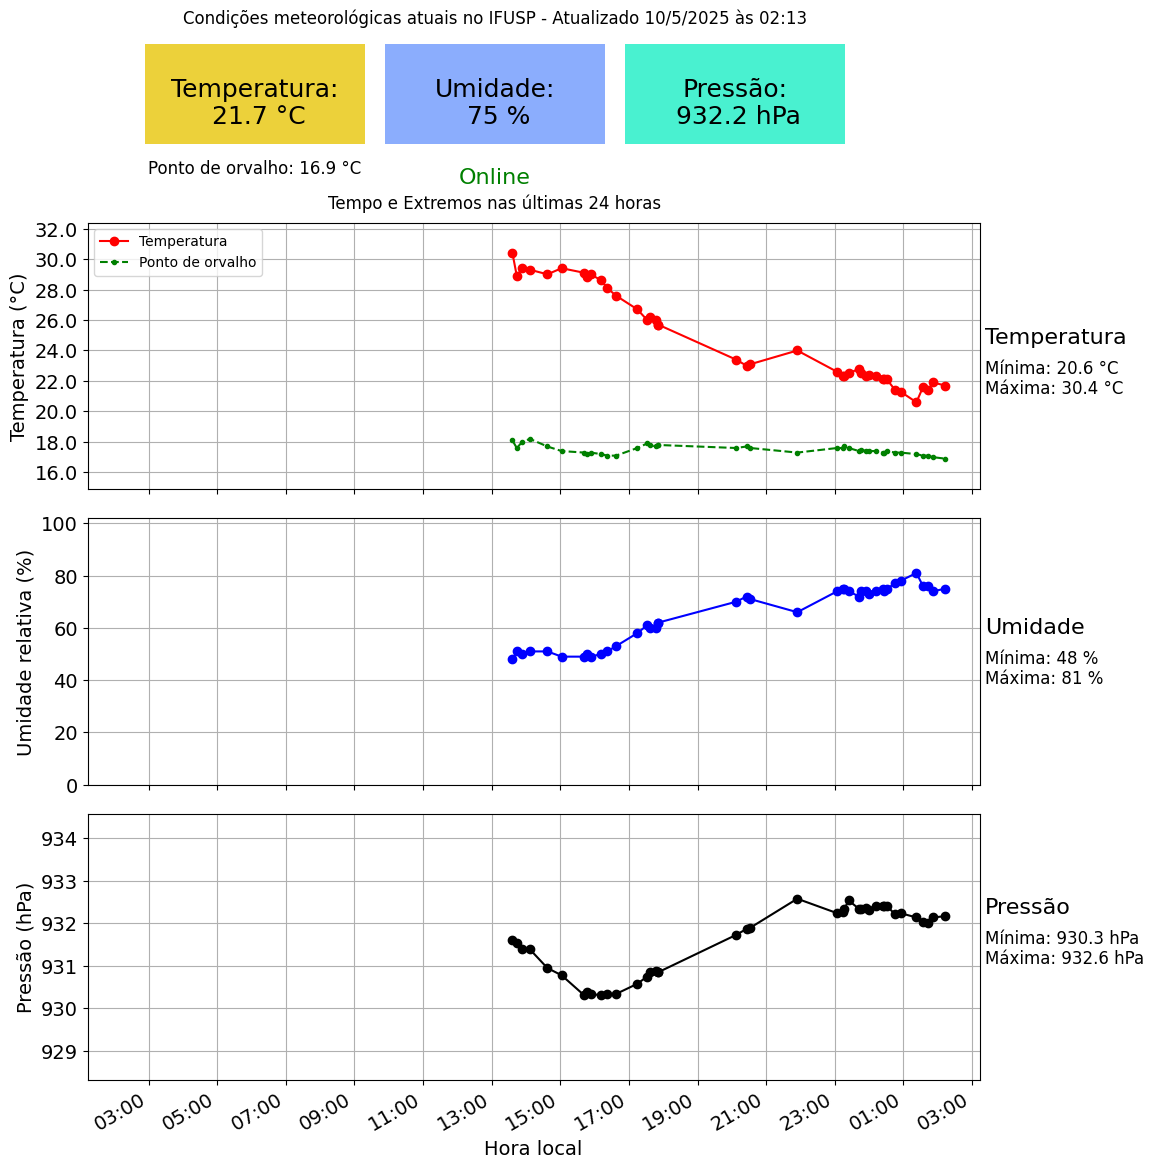 Condições meteorológicas atuais no IFUSP - Atualizado 10/5/2025 às 02:13
Temperatura:
21.7 °C
Umidade:
75 %
Pressão:
932.2 hPa
Ponto de orvalho: 16.9 °C
Online
Tempo e Extremos nas últimas 24 horas
Temperatura (°C)
32.0
30.0
28.0
26.0
24.0
22.0
20.0
18.0
16.0
Temperatura
Ponto de orvalho
Temperatura
Mínima: 20.6 °C
Máxima: 30.4 °C
Umidade relativa (%)
100
80
60
40
20
0
Umidade
Mínima: 48 %
Máxima: 81 %
Pressão (hPa)
934
933
932
931
930
929
Pressão
Mínima: 930.3 hPa
Máxima: 932.6 hPa
03:00 05:00 07:00 09:00 11:00 13:00 15:00 17:00 19:00 21:00 23:00 01:00 03:00
Hora local